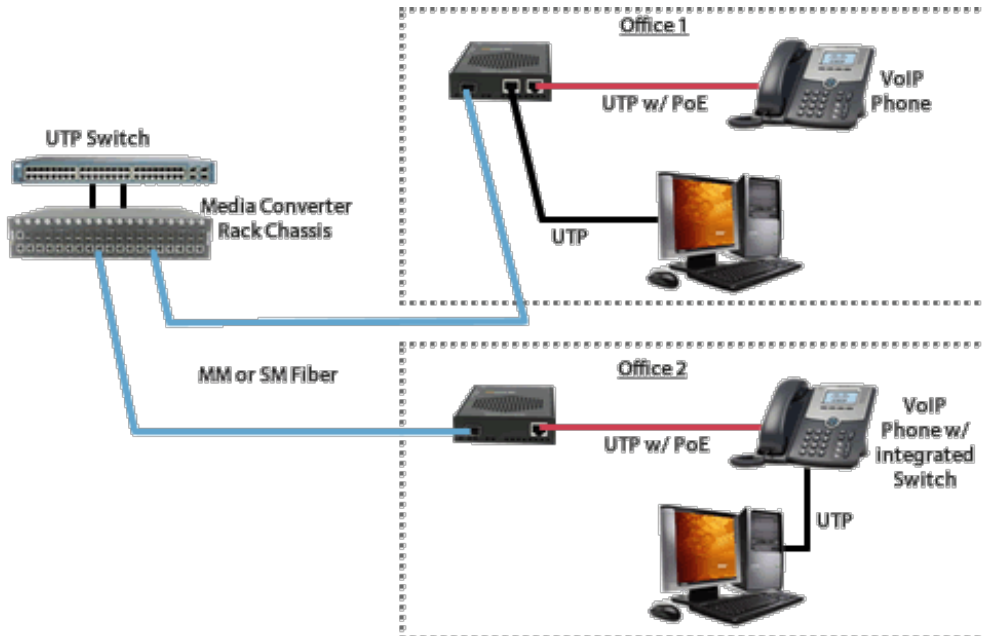 Office 1
VoIP
Phone
UTP w/ PoE
UTP Switch
Media Converter
Rack Chassis
UTP
MM or SM Fiber
Office 2
VoIP
Phone w/
integrated
Switch
UTP w/ PoE
UTP